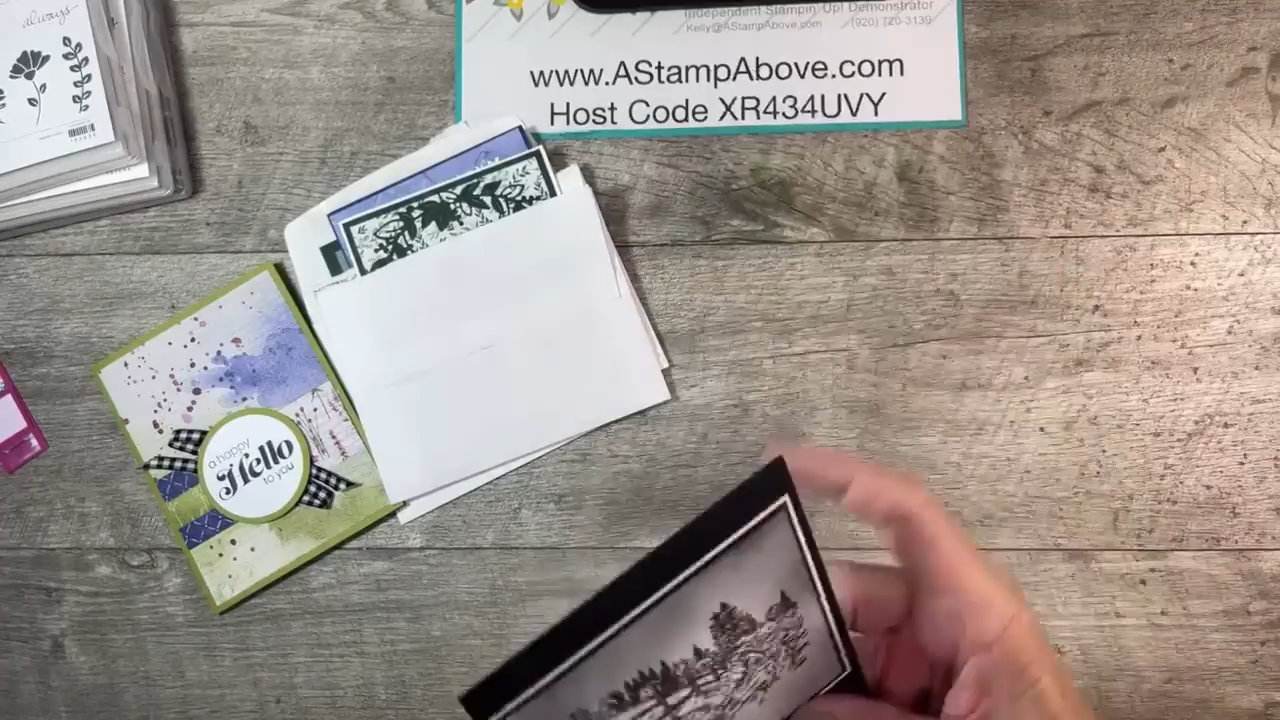 always
Independent Stampin' Up! Demonstrator
Kelly@AStampAbove.com (920) 720-3139
www.AStampAbove.com
Host Code XR434UVY
a happy
Hello
to you